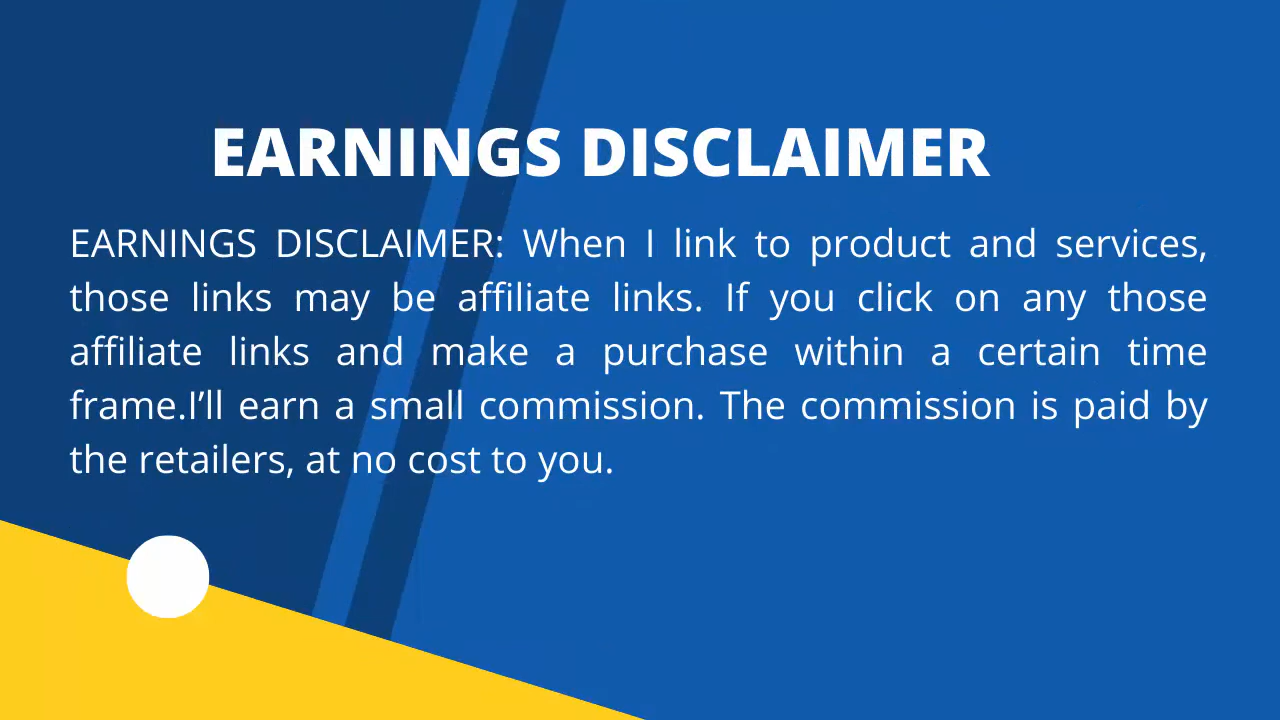 EARNINGS DISCLAIMER
EARNINGS DISCLAIMER: When I link to product and services,
those links may be affiliate links. If you click on any those
affiliate links and make a purchase within a certain time
frame.I’ll earn a small commission. The commission is paid by
the retailers, at no cost to you.